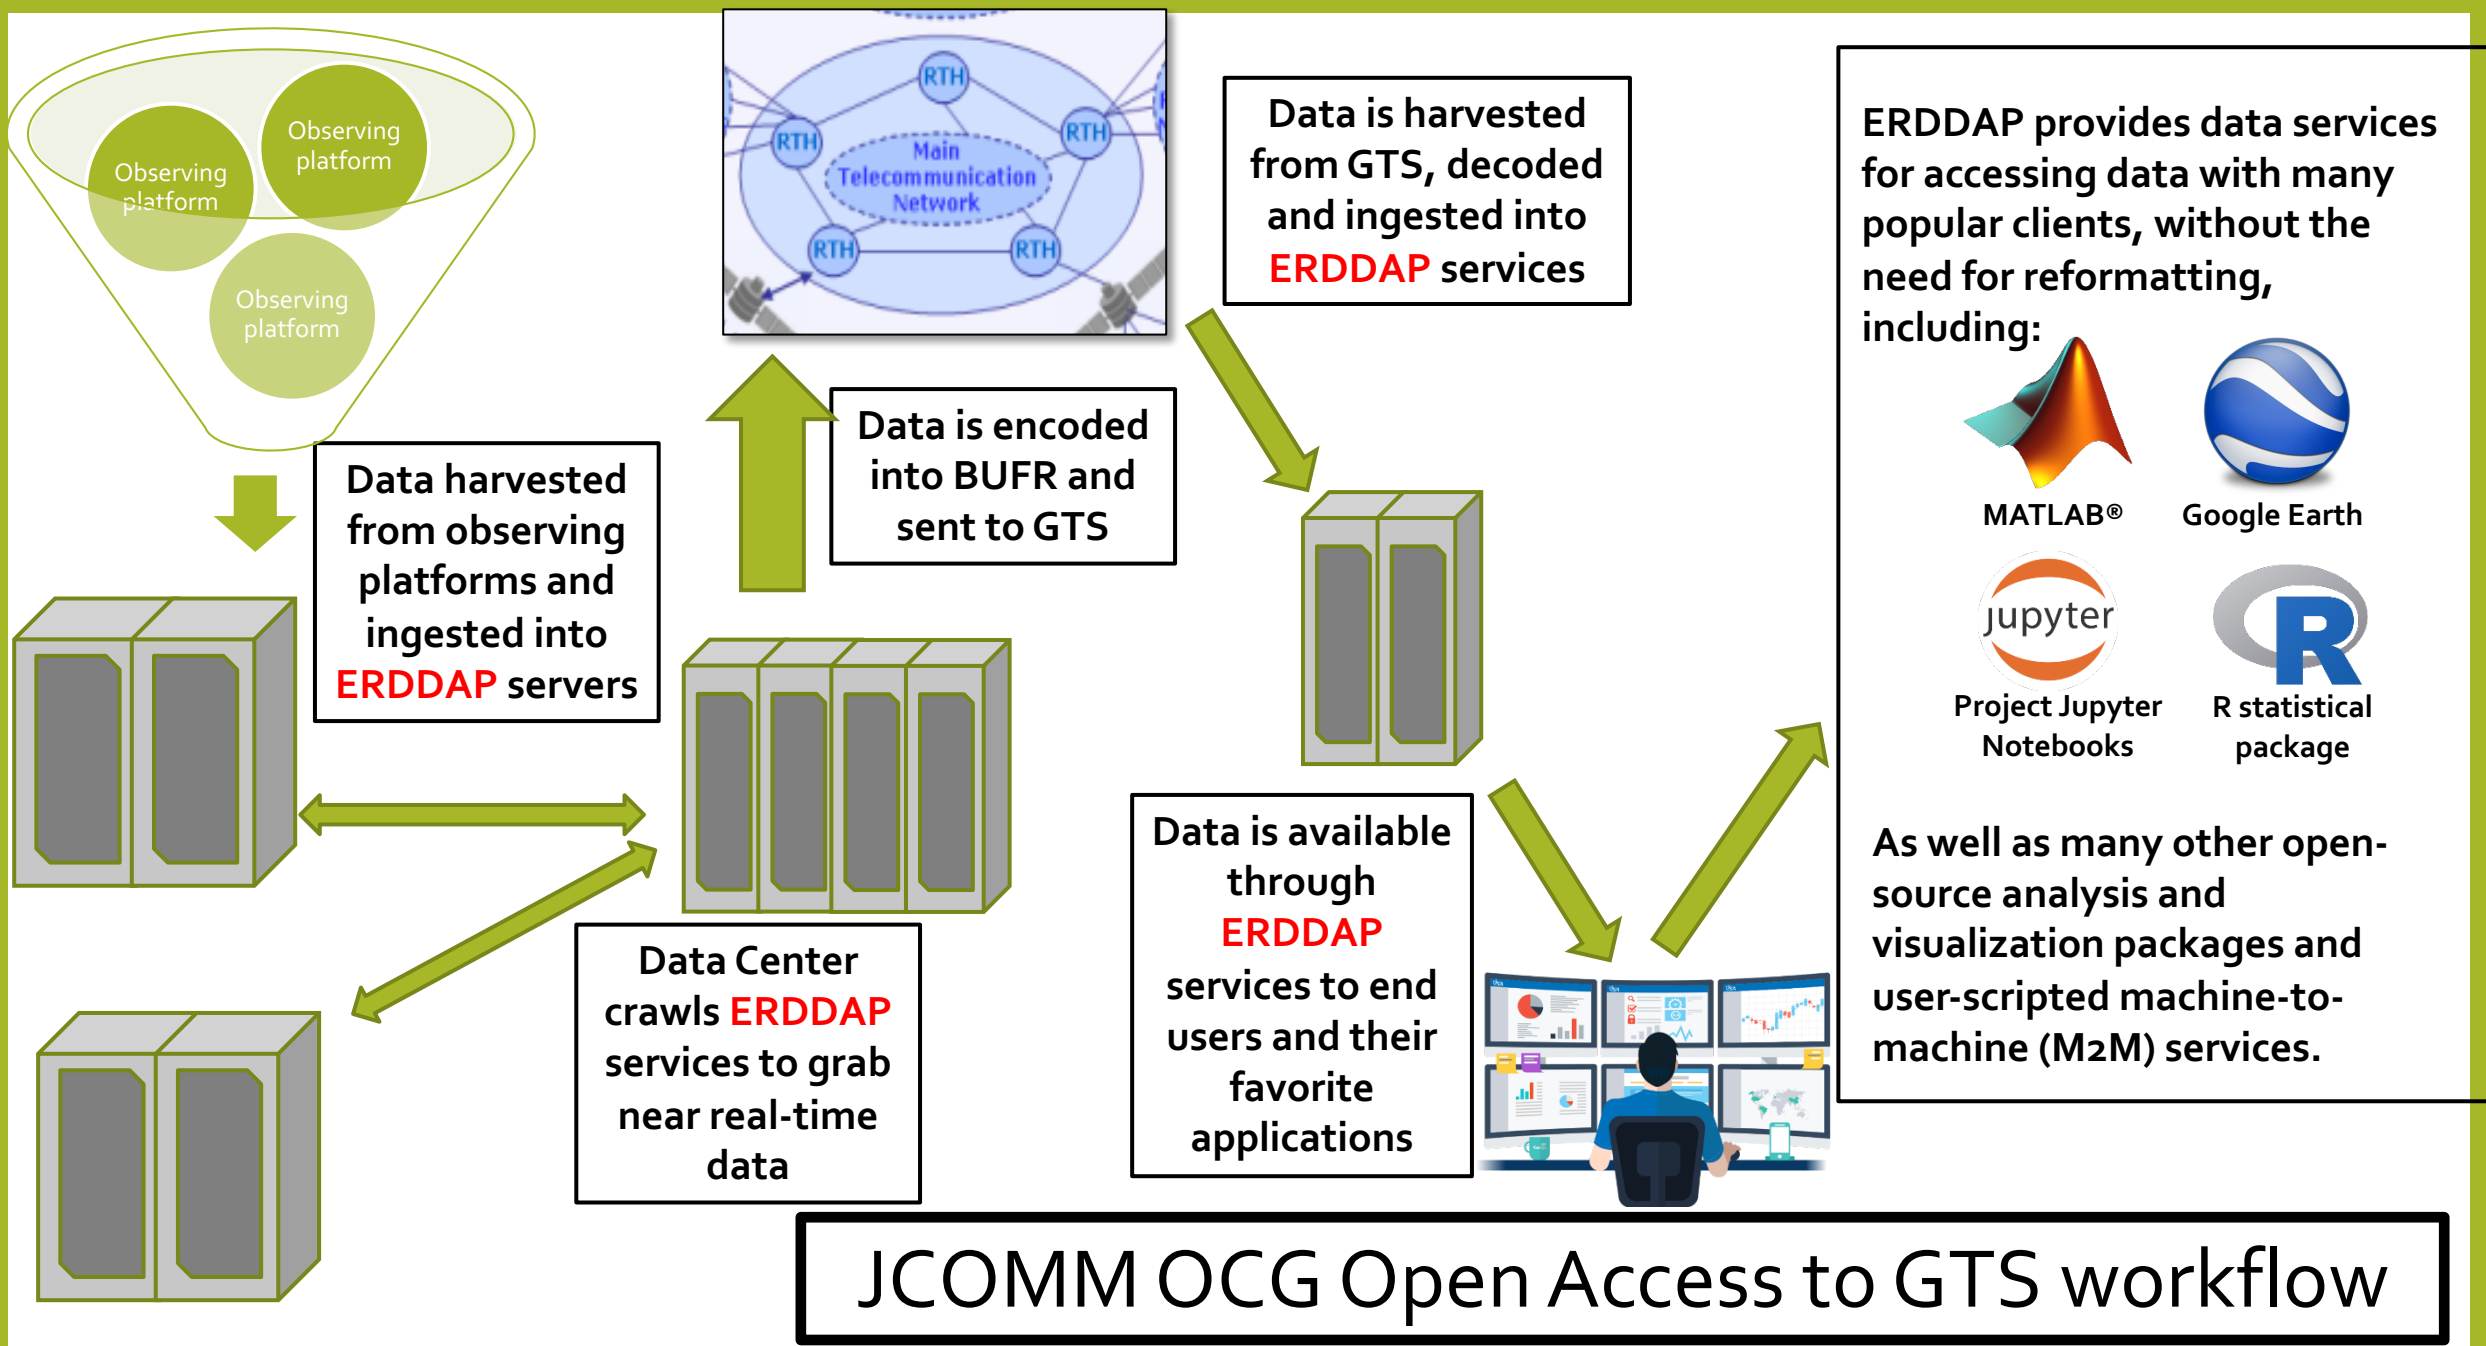 Observing
platform
Observing
platform
Observing
platform
Data harvested
from observing
platforms and
ingested into
ERDDAP servers
Data Center
crawls ERDDAP
services to grab
near real-time
data
Data is encoded
into BUFR and
sent to GTS
RTH
RTH
RTH
RTH
RTH
Main
Telecommunication
Network
Data is harvested
from GTS, decoded
and ingested into
ERDDAP services
Data is available
through
ERDDAP
services to end
users and their
favorite
applications
ERDDAP provides data services
for accessing data with many
popular clients, without the
need for reformatting,
including:
MATLAB®
Google Earth
jupyter
R
Project Jupyter
Notebooks
R statistical
package
As well as many other open-
source analysis and
visualization packages and
user-scripted machine-to-
machine (M2M) services.
JCOMM OCG Open Access to GTS workflow